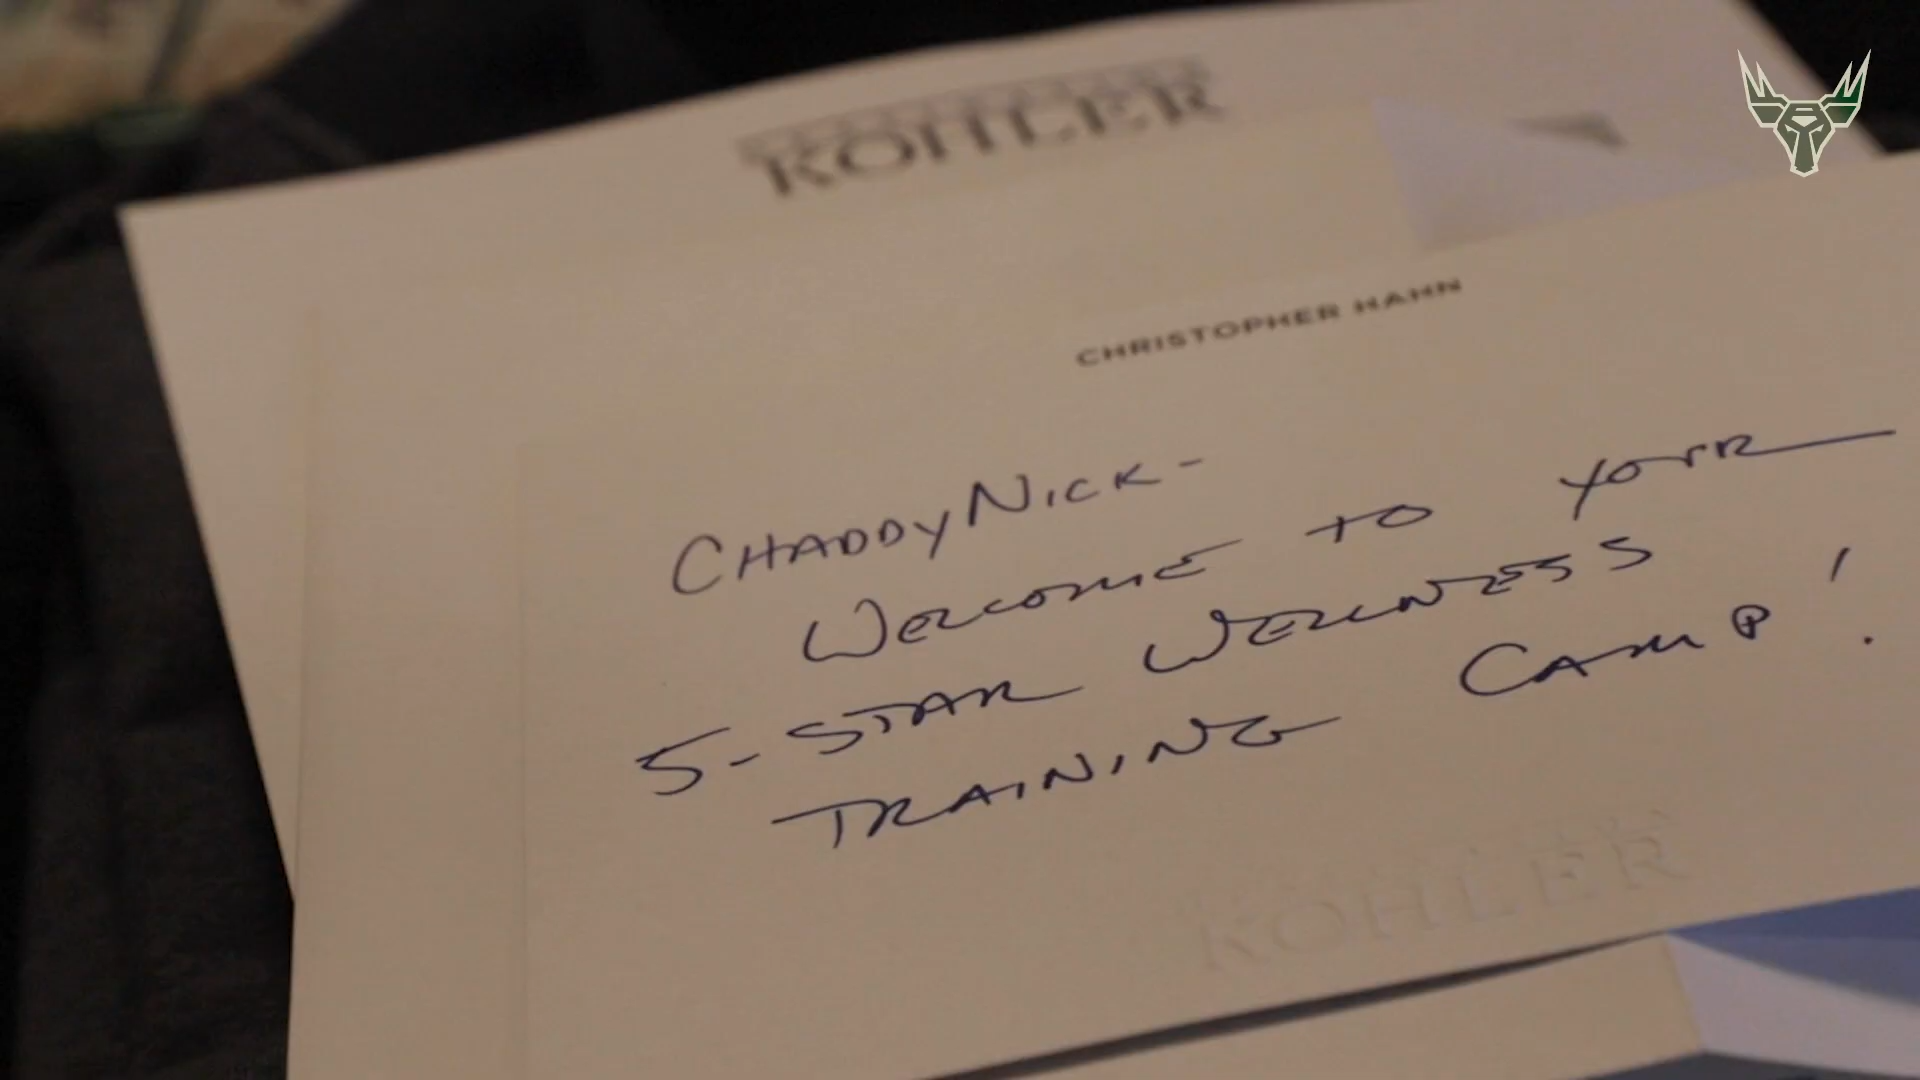 KOHLER
CHRISTOPHER HAHN
CHADDYNICK-
WELCOME TO YOUR
5-STAR WELLNESS
TRAINING CAMP!
KOHLER